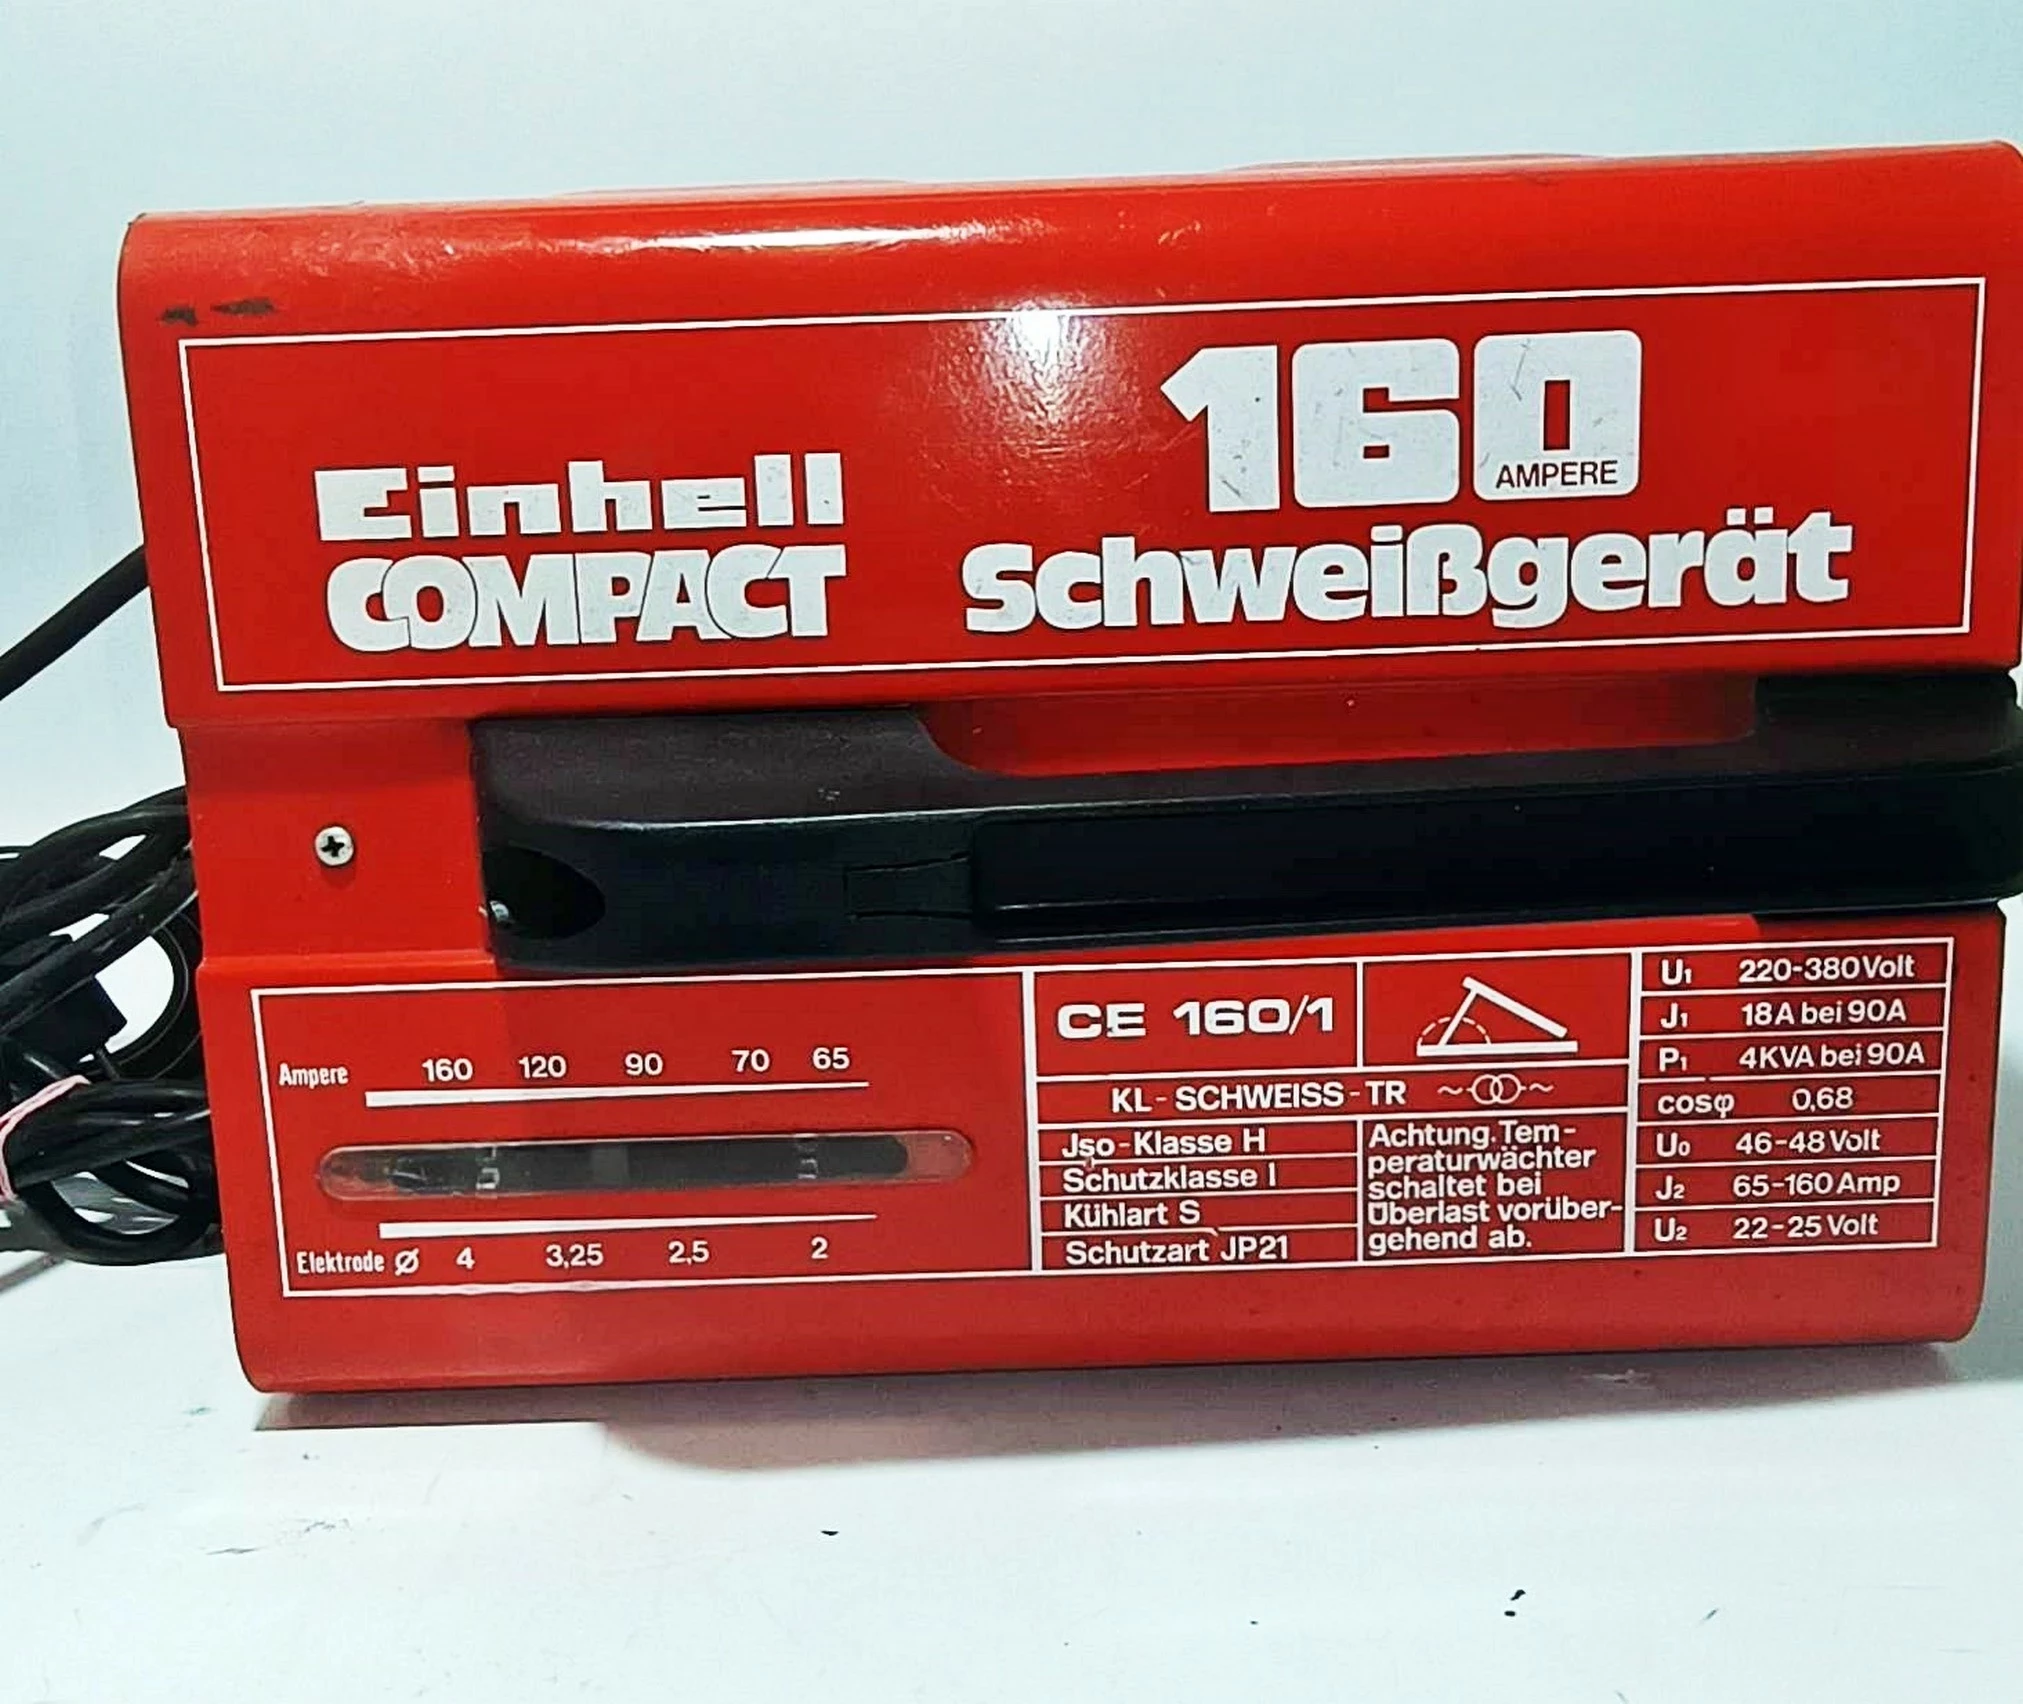 160
AMPERE
Einhell
COMPACT
Schweißgerät
Ampere 160 120 90 70 65
Elektrode Ø 4 3,25 2,5 2
CE 160/1
KL-SCHWEISS-TR ~ ~
Jso-Klasse H
Schutzklasse I
Kühlart S
Schutzart JP21
Achtung.Tem-
peraturwächter
schaltet bei
Überlast vorüber-
gehend ab.
U1 220-380Volt
J1 18A bei 90A
P1 4KVA bei 90A
cosφ 0,68
U0 46-48 Volt
J2 65-160 Amp
U2 22-25 Volt